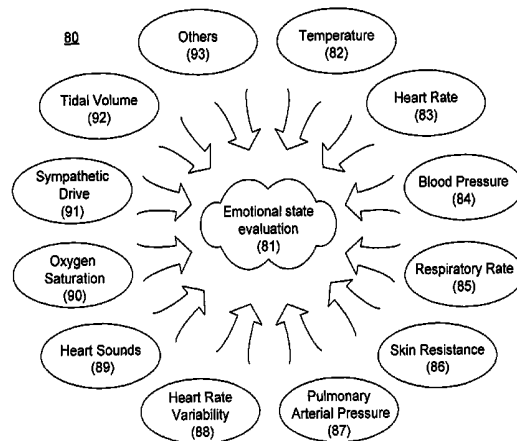 80
Others
(93)
Temperature
(82)
Tidal Volume
(92)
Heart Rate
(83)
Sympathetic
Drive
(91)
Emotional state
evaluation
(81)
Blood Pressure
(84)
Oxygen
Saturation
(90)
Respiratory Rate
(85)
Heart Sounds
(89)
Skin Resistance
(86)
Heart Rate
Variability
(88)
Pulmonary
Arterial Pressure
(87)